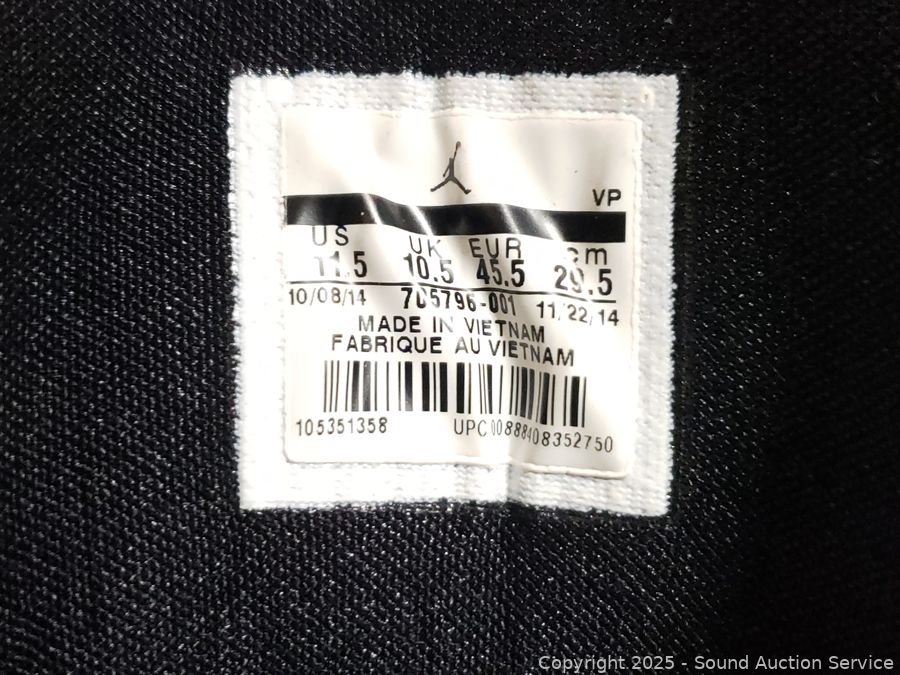 VP
US UK EUR cm
11.5 10.5 45.5 29.5
10/08/14 705796-001 11/22/14
MADE IN VIETNAM
FABRIQUE AU VIETNAM
105351358 UPC 00888408352750
Copyright 2025 - Sound Auction Service